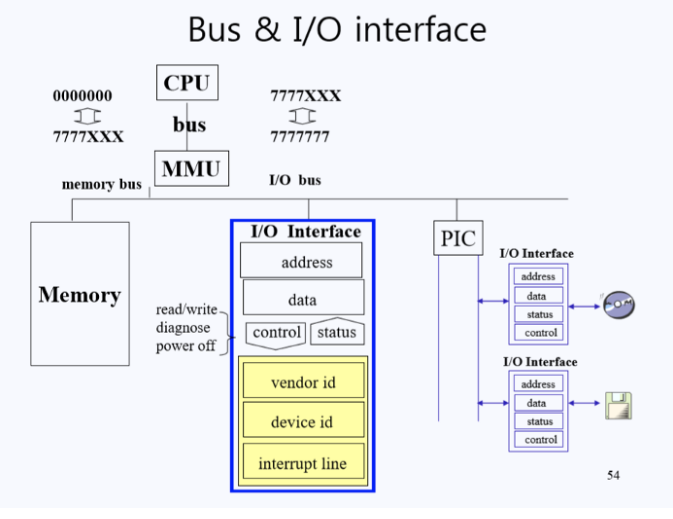 Bus & I/O interface
0000000
7777XXX
CPU
bus
MMU
7777XXX
7777777
memory bus
I/O bus
Memory
I/O Interface
address
data
control
status
read/write
diagnose
power off
vendor id
device id
interrupt line
PIC
I/O Interface
address
data
status
control
I/O Interface
address
data
status
control
54